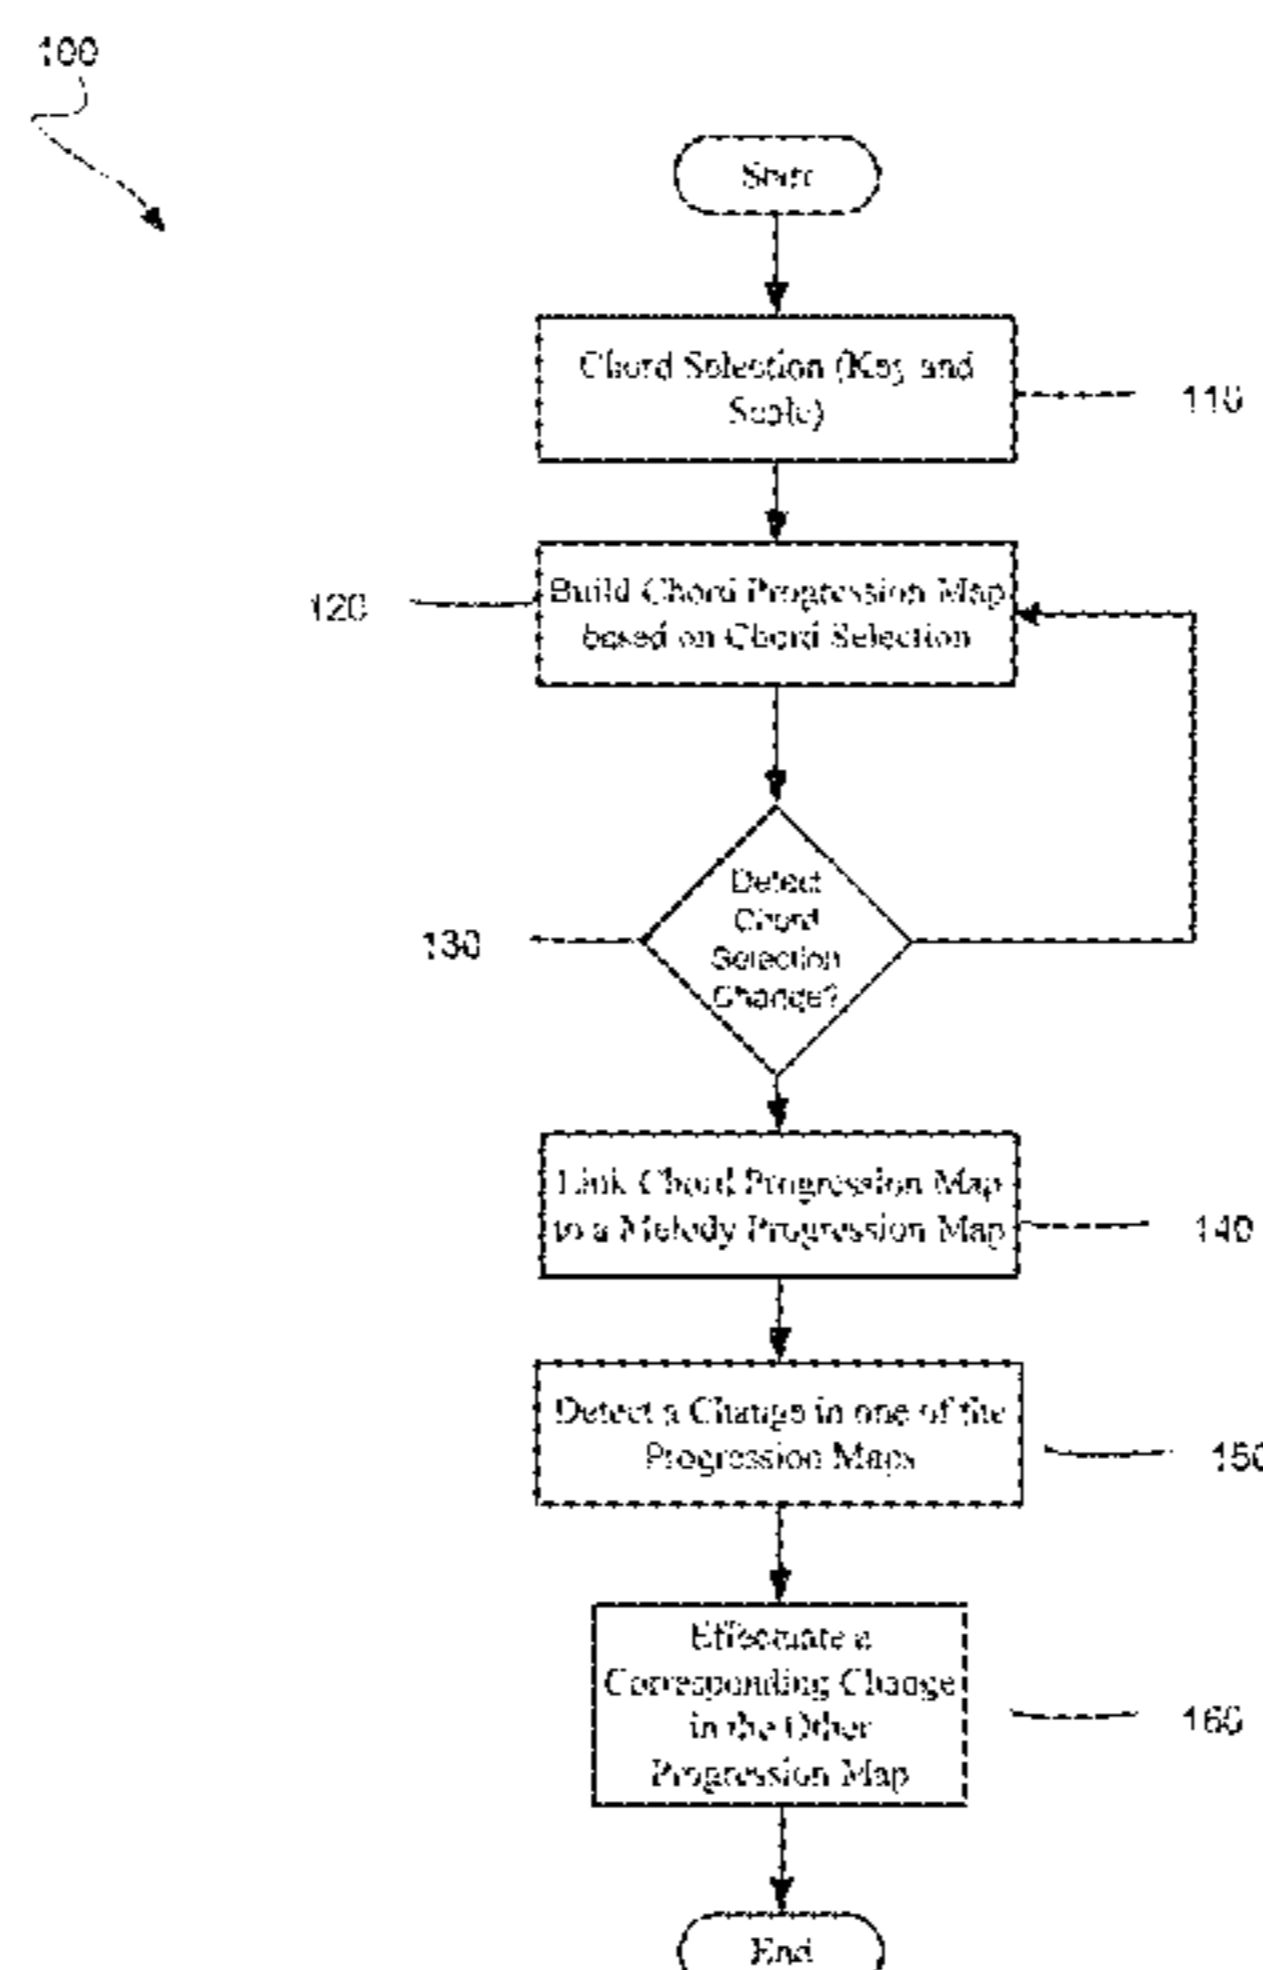 100
Start
Chord Selection (Key and
Scale)
110
120
Build Chord Progression Map
based on Chord Selection
Detect
Chord
Selection
Change?
130
Link Chord Progression Map
to a Melody Progression Map
140
Detect a Change in one of the
Progression Maps
150
Effectuate a
Corresponding Change
in the Other
Progression Map
160
End